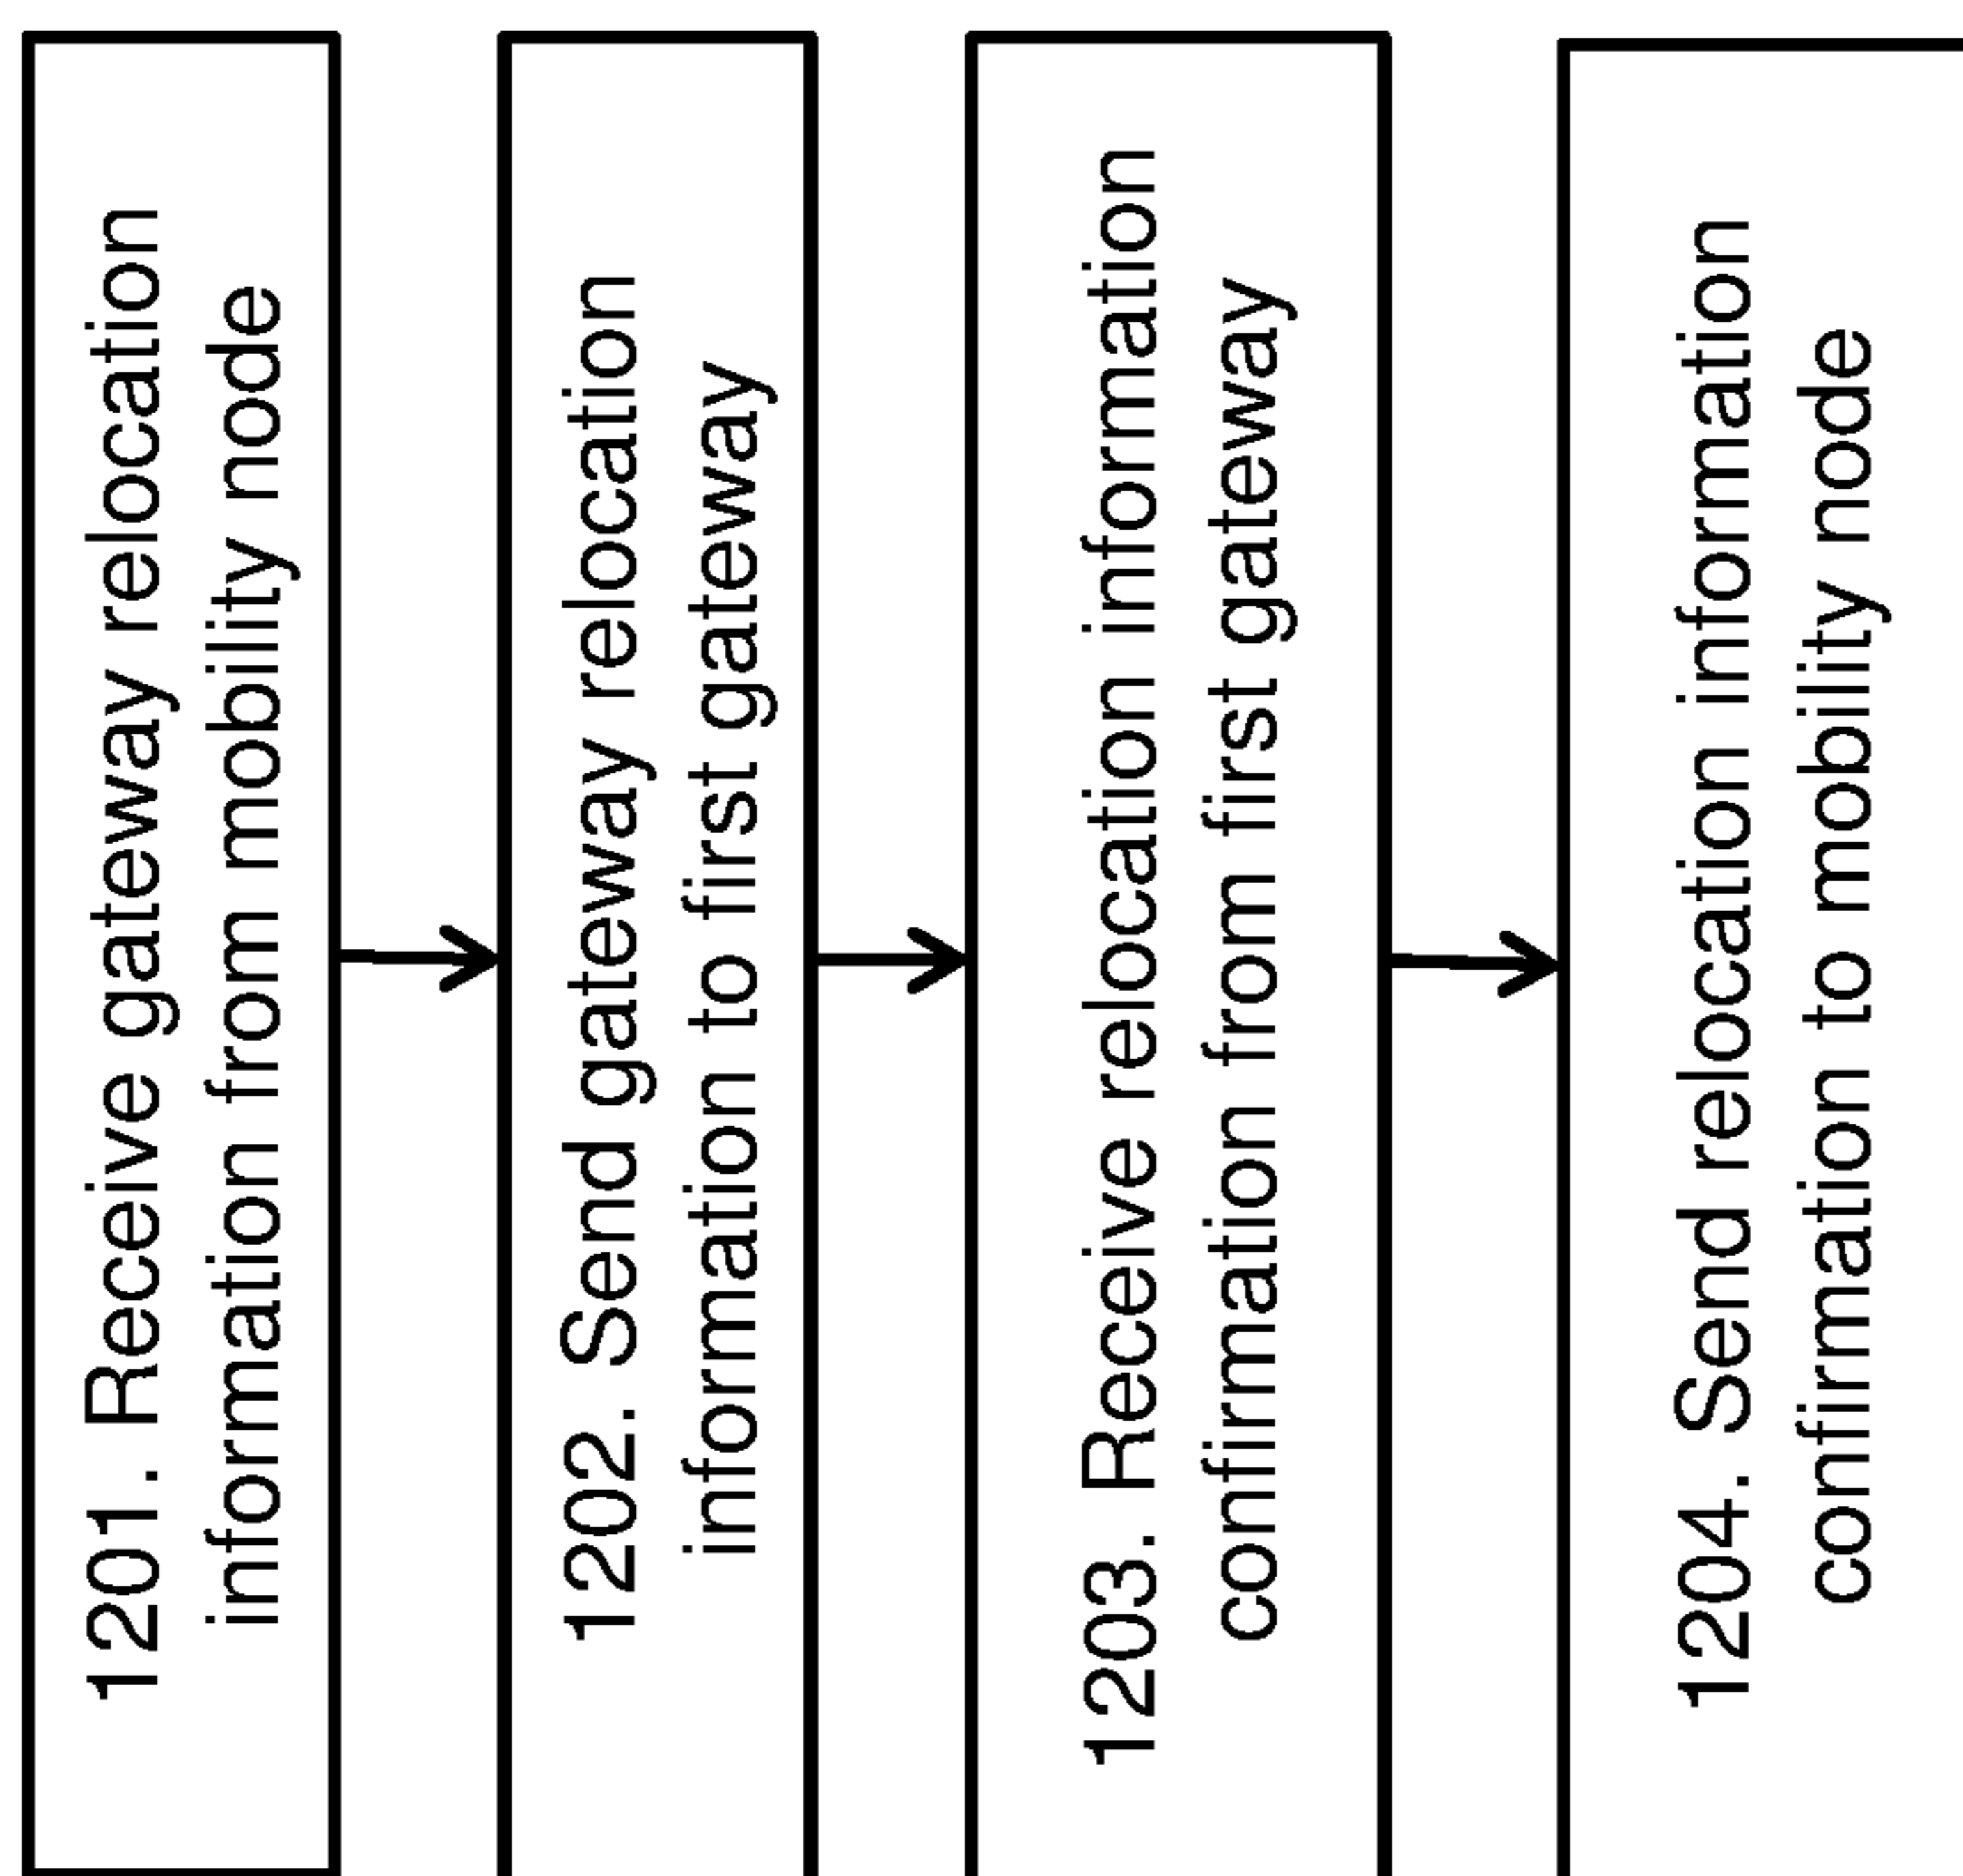 1201. Receive gateway relocation
information from mobility node
1202. Send gateway relocation
information to first gateway
1203. Receive relocation information
confirmation from first gateway
1204. Send relocation information
confirmation to mobility node